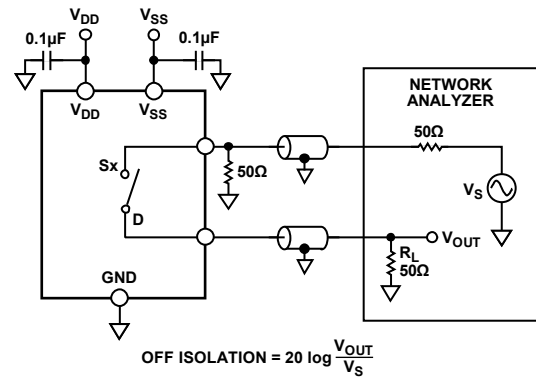 V_DD V_SS
0.1µF 0.1µF
V_DD V_SS
NETWORK
ANALYZER
50Ω
Sx
50Ω
V_S
D
V_OUT
R_L
50Ω
GND
OFF ISOLATION = 20 log V_OUT/V_S